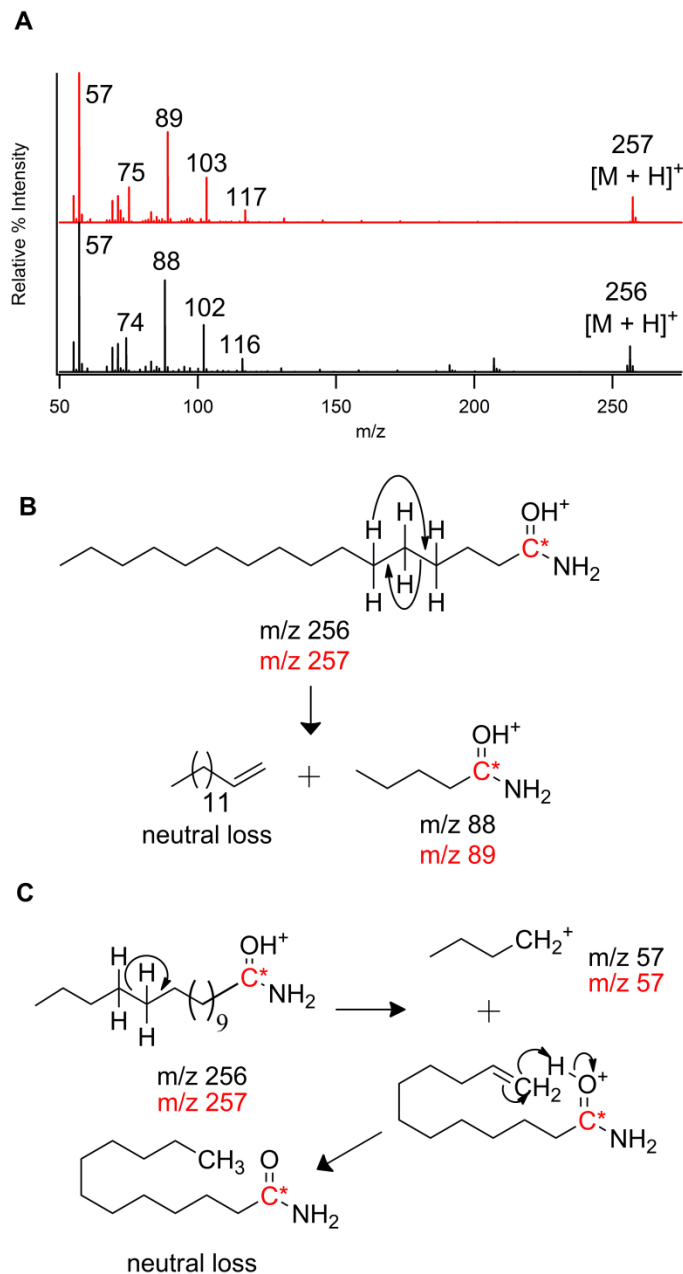 A
57
89
75
103
117
257
[M + H]+
57
88
74
102
116
256
[M + H]+
Relative % Intensity
50
100
150
200
250
m/z
B
H
H
H
OH+
C*
NH2
H
H
H
m/z 256
m/z 257
OH+
C*
NH2
11
+
neutral loss
m/z 88
m/z 89
C
H
H
OH+
C*
NH2
9
H
H
m/z 256
m/z 257
CH2+
m/z 57
m/z 57
+
H
CH2
O+
C*
NH2
CH3
O
C*
NH2
neutral loss